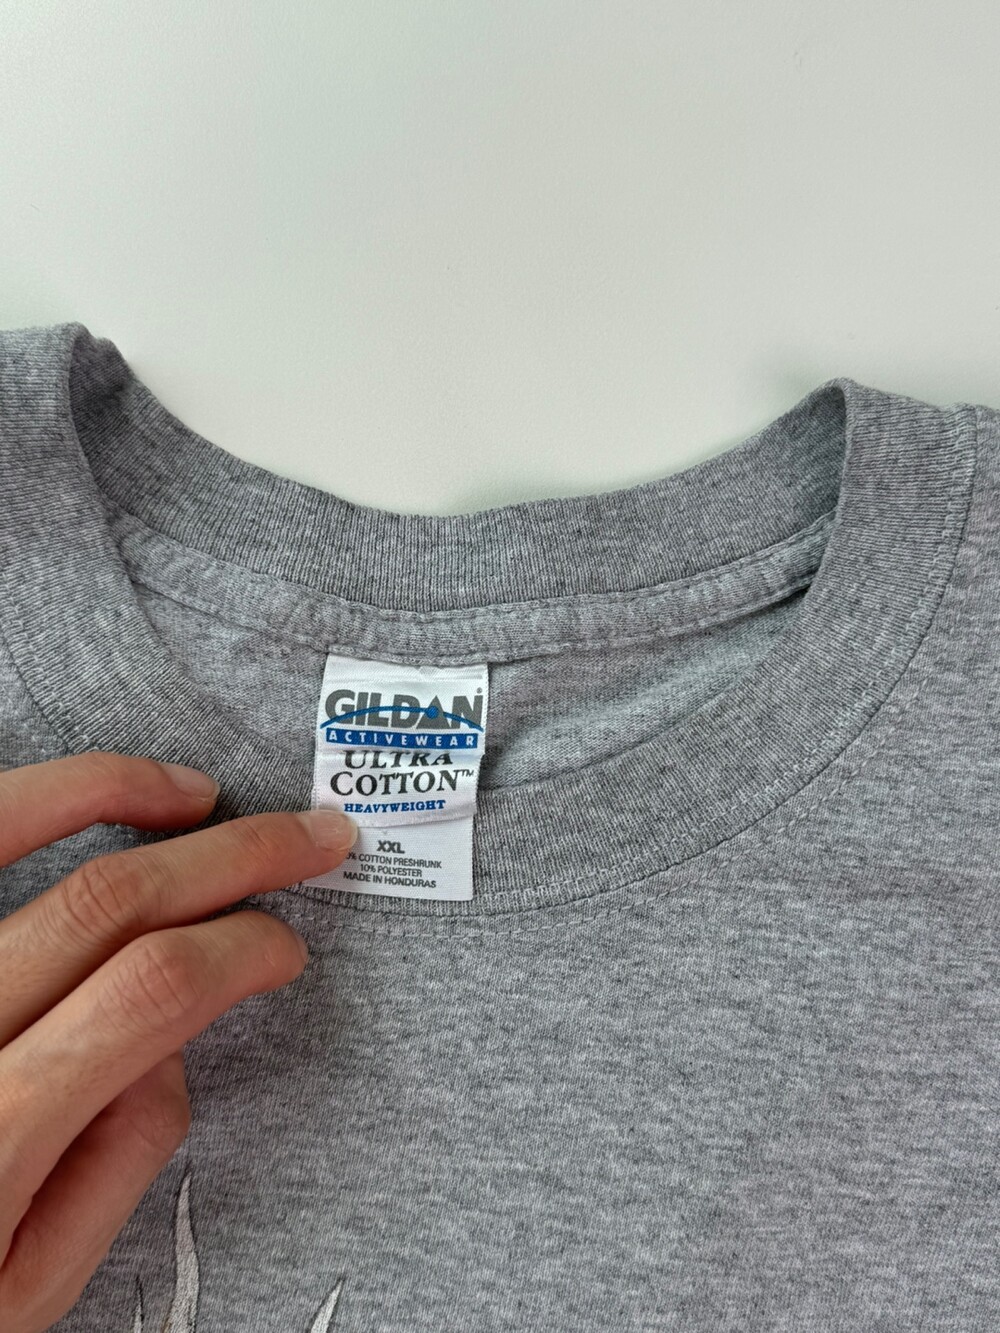 GILDAN®
ACTIVEWEAR
ULTRA
COTTON™
HEAVYWEIGHT
XXL
% COTTON PRESHRUNK
10% POLYESTER
MADE IN HONDURAS